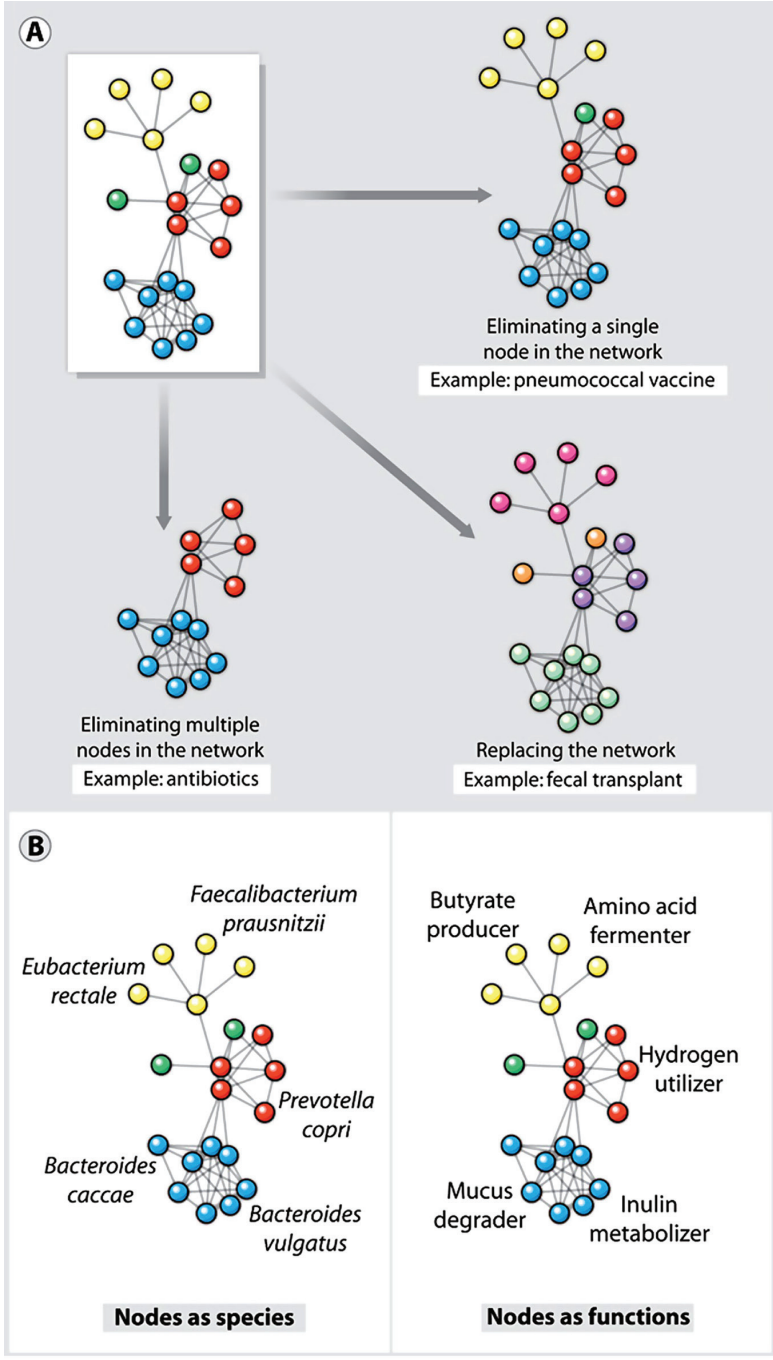 A
Eliminating a single
node in the network
Example: pneumococcal vaccine
Eliminating multiple
nodes in the network
Example: antibiotics
Replacing the network
Example: fecal transplant
B
Faecalibacterium
prausnitzii
Eubacterium
rectale
Prevotella
copri
Bacteroides
caccae
Bacteroides
vulgatus
Nodes as species
Butyrate
producer
Amino acid
fermenter
Hydrogen
utilizer
Mucus
degrader
Inulin
metabolizer
Nodes as functions